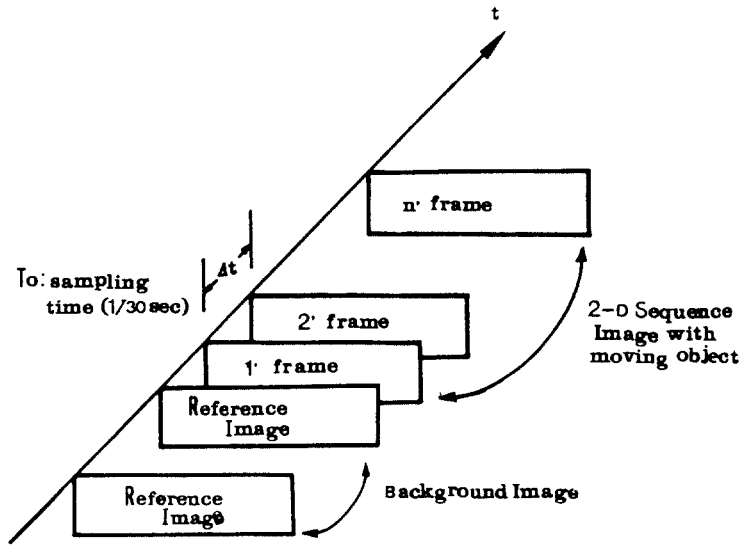 t
n' frame
Δt
To: sampling
time (1/30 sec)
2' frame
2-D Sequence
Image with
moving object
1' frame
Reference
Image
Background Image
Reference
Image